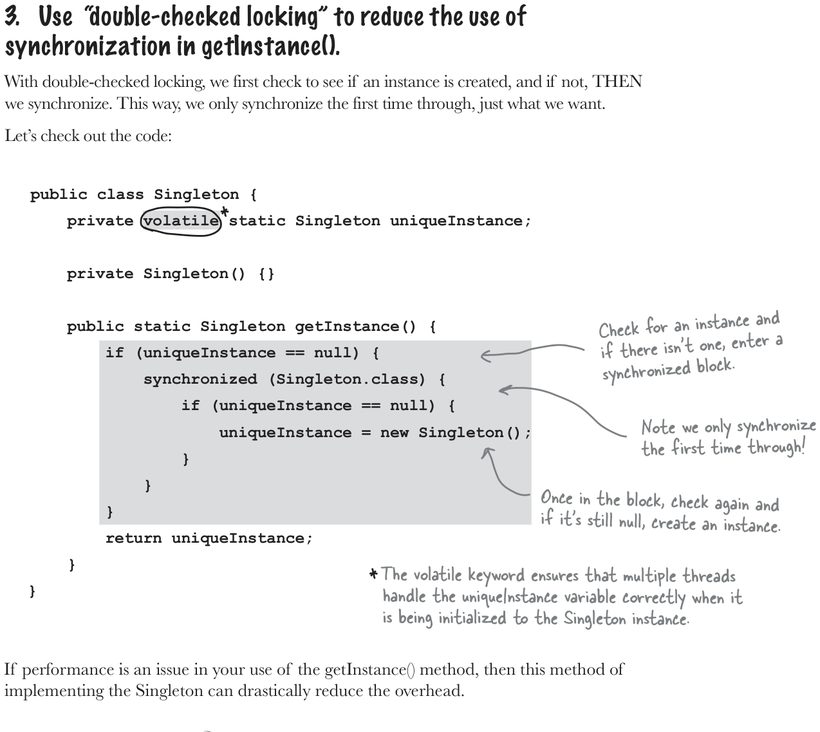 3. Use “double-checked locking” to reduce the use of
synchronization in getInstance().
With double-checked locking, we first check to see if an instance is created, and if not, THEN
we synchronize. This way, we only synchronize the first time through, just what we want.
Let’s check out the code:
public class Singleton {
    private volatile* static Singleton uniqueInstance;
    private Singleton() {}
    public static Singleton getInstance() {
        if (uniqueInstance == null) {
            synchronized (Singleton.class) {
                if (uniqueInstance == null) {
                    uniqueInstance = new Singleton();
                }
            }
        }
        return uniqueInstance;
    }
}
Check for an instance and
if there isn’t one, enter a
synchronized block.
Note we only synchronize
the first time through!
Once in the block, check again and
if it’s still null, create an instance.
*The volatile keyword ensures that multiple threads
handle the uniqueInstance variable correctly when it
is being initialized to the Singleton instance.
If performance is an issue in your use of the getInstance() method, then this method of
implementing the Singleton can drastically reduce the overhead.